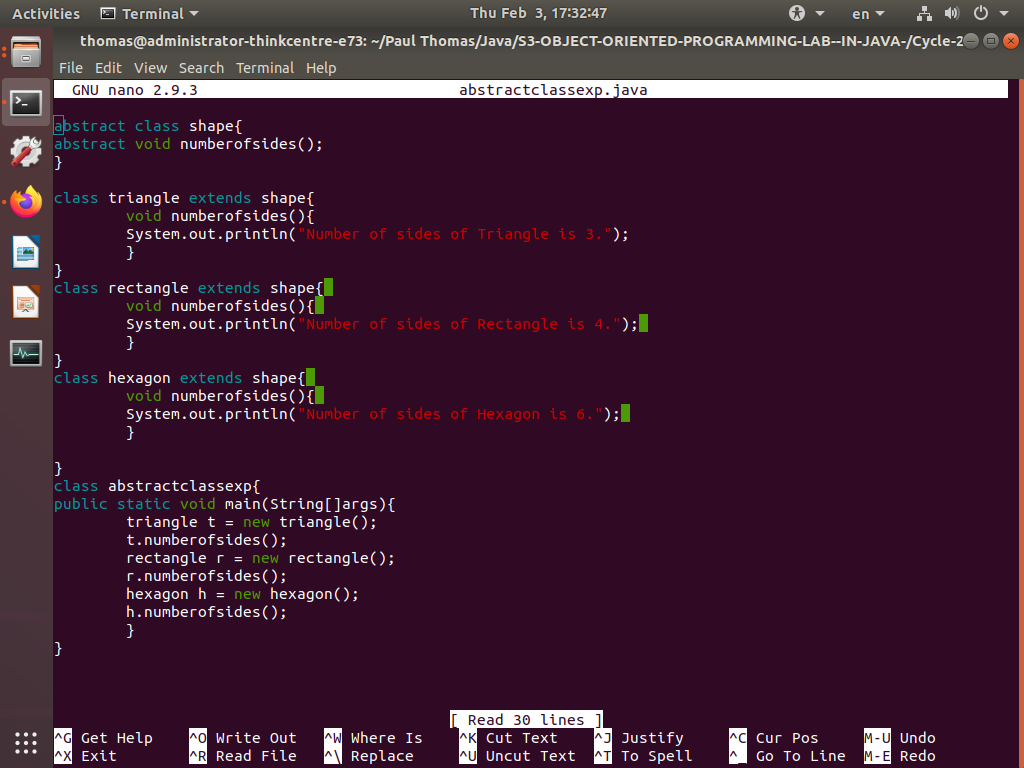 Activities Terminal Thu Feb 3, 17:32:47 en
thomas@administrator-thinkcentre-e73: ~/Paul Thomas/Java/S3-OBJECT-ORIENTED-PROGRAMMING-LAB--IN-JAVA-/Cycle-2
File Edit View Search Terminal Help
GNU nano 2.9.3 abstractclassexp.java
abstract class shape{
abstract void numberofsides();
}
class triangle extends shape{
void numberofsides(){
System.out.println("Number of sides of Triangle is 3.");
}
}
class rectangle extends shape{
void numberofsides(){
System.out.println("Number of sides of Rectangle is 4.");
}
}
class hexagon extends shape{
void numberofsides(){
System.out.println("Number of sides of Hexagon is 6.");
}
}
class abstractclassexp{
public static void main(String[]args){
triangle t = new triangle();
t.numberofsides();
rectangle r = new rectangle();
r.numberofsides();
hexagon h = new hexagon();
h.numberofsides();
}
}
[ Read 30 lines ]
^G Get Help ^O Write Out ^W Where Is ^K Cut Text ^J Justify ^C Cur Pos M-U Undo
^X Exit ^R Read File ^\ Replace ^U Uncut Text ^T To Spell ^_ Go To Line M-E Redo